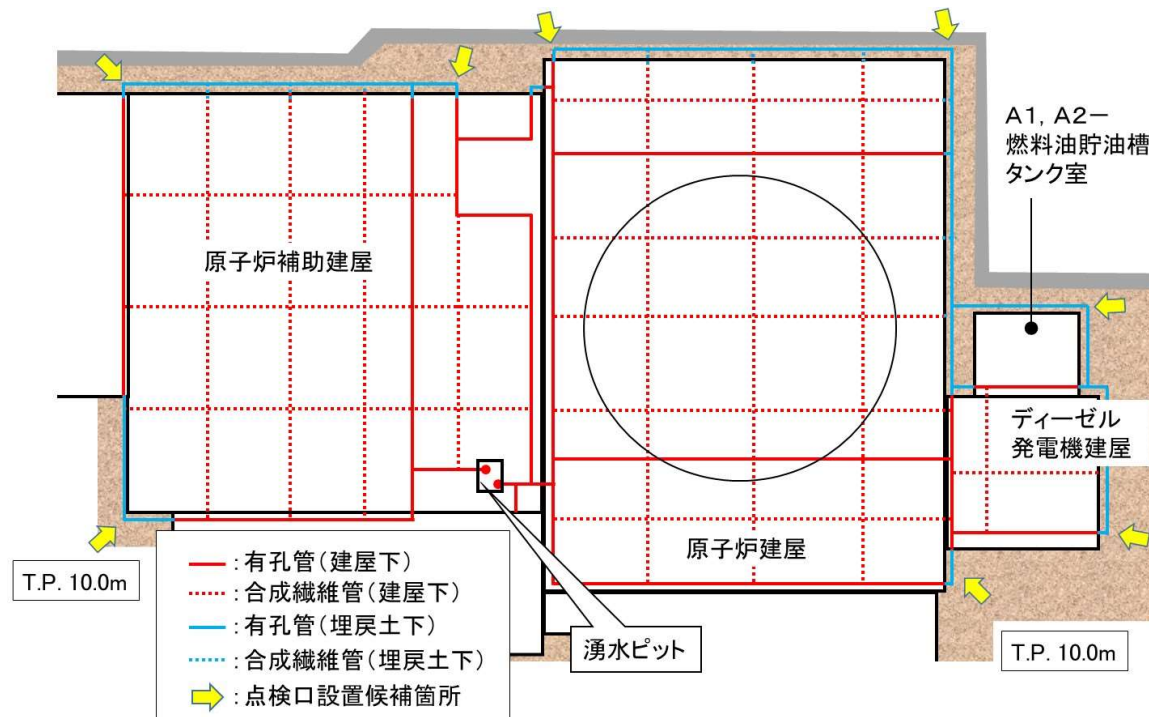 A1, A2－
燃料油貯油槽
タンク室
原子炉補助建屋
ディーゼル
発電機建屋
原子炉建屋
T.P. 10.0m
：有孔管(建屋下)
：合成繊維管(建屋下)
：有孔管(埋戻土下)
：合成繊維管(埋戻土下)
：点検口設置候補箇所
湧水ピット
T.P. 10.0m